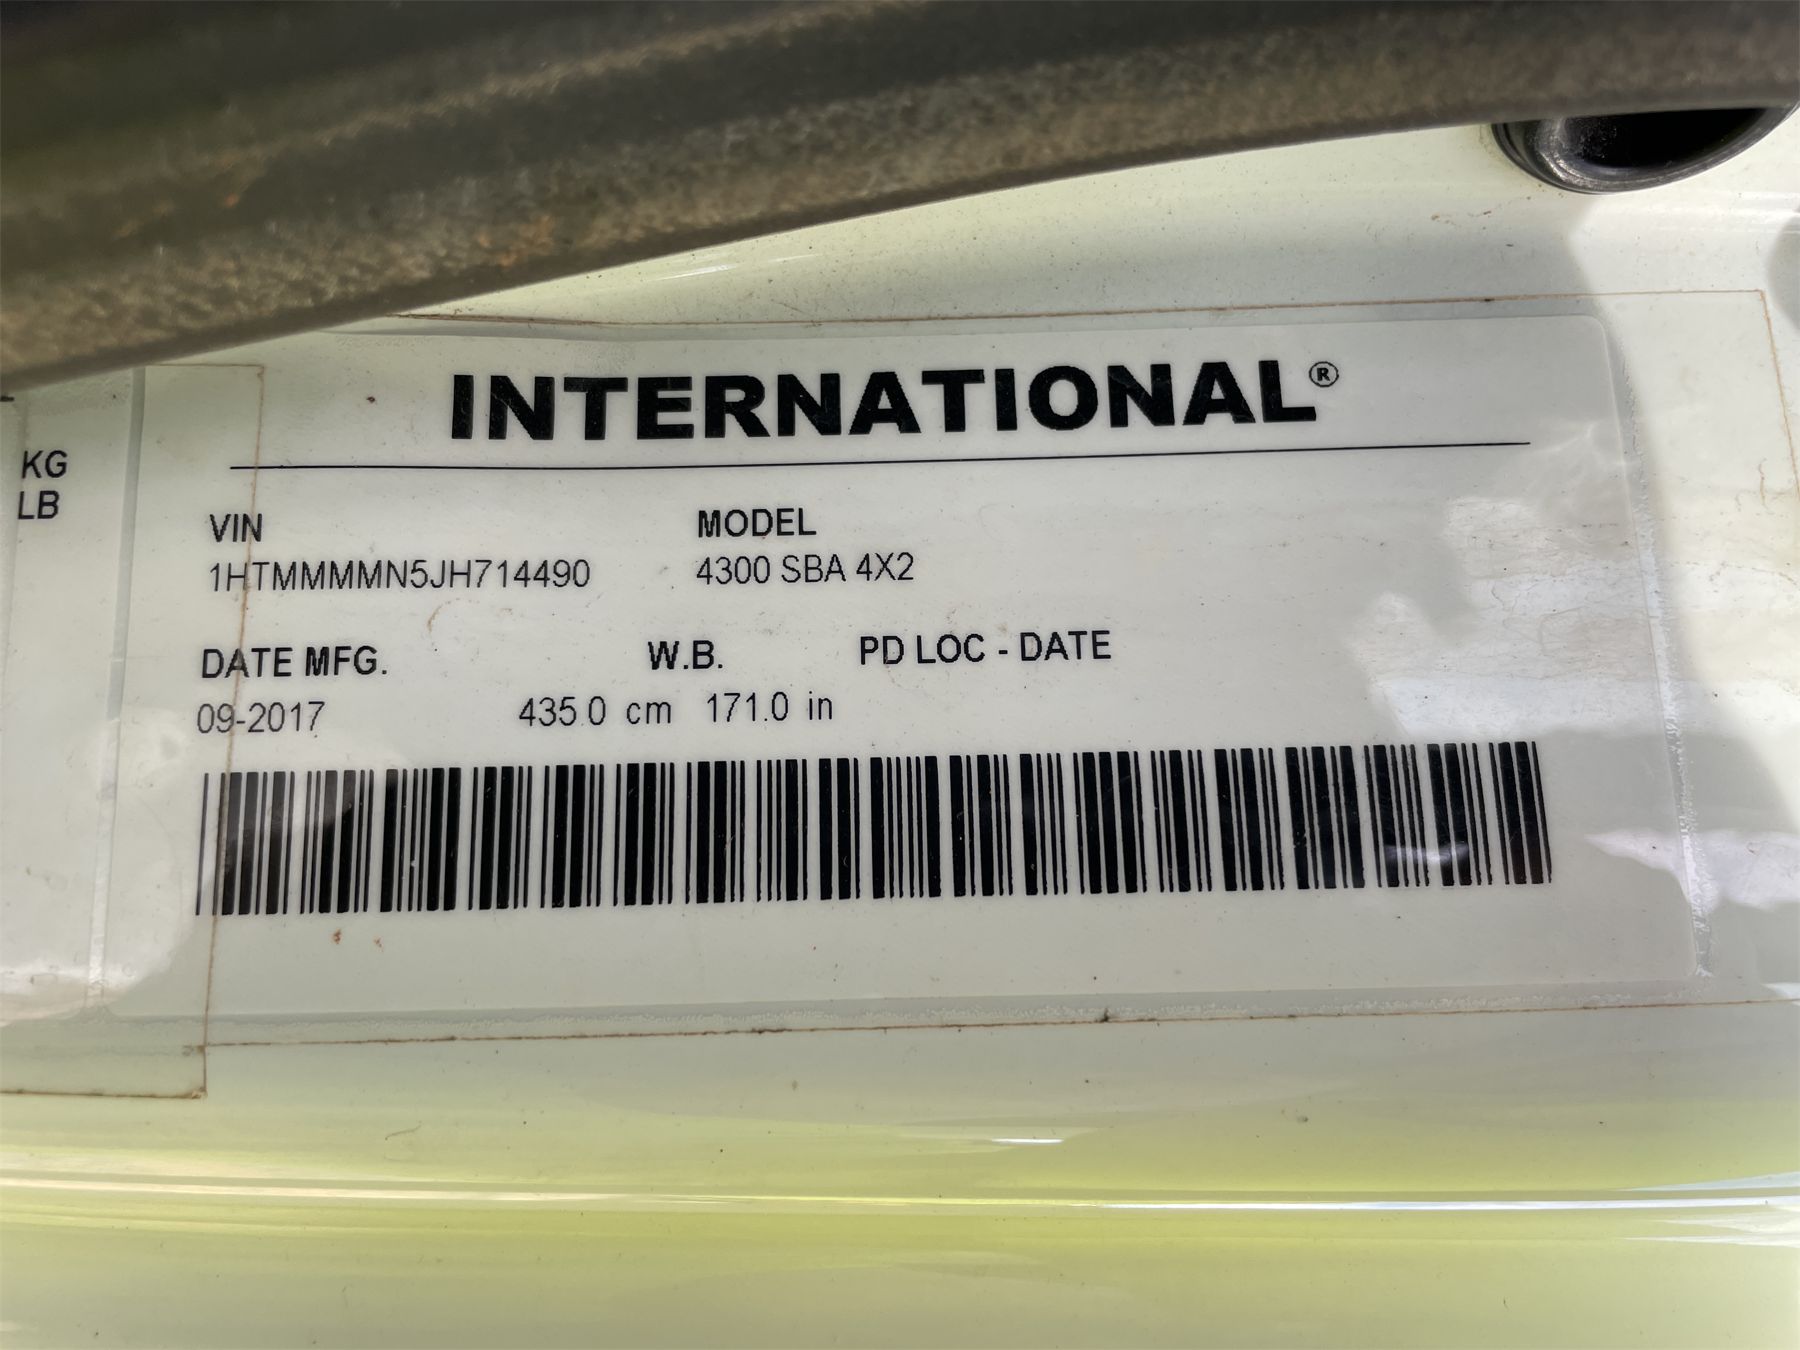 INTERNATIONAL®
KG
LB
VIN MODEL
1HTMMMMN5JH714490 4300 SBA 4X2
DATE MFG. W.B. PD LOC - DATE
09-2017 435.0 cm 171.0 in